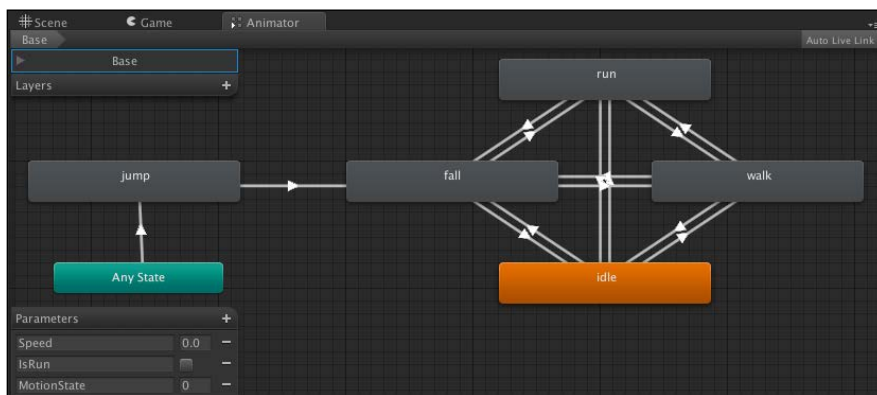 Scene Game Animator
Base Auto Live Link
Base
Layers +
run
jump fall walk
Any State idle
Parameters +
Speed 0.0 −
IsRun −
MotionState 0 −